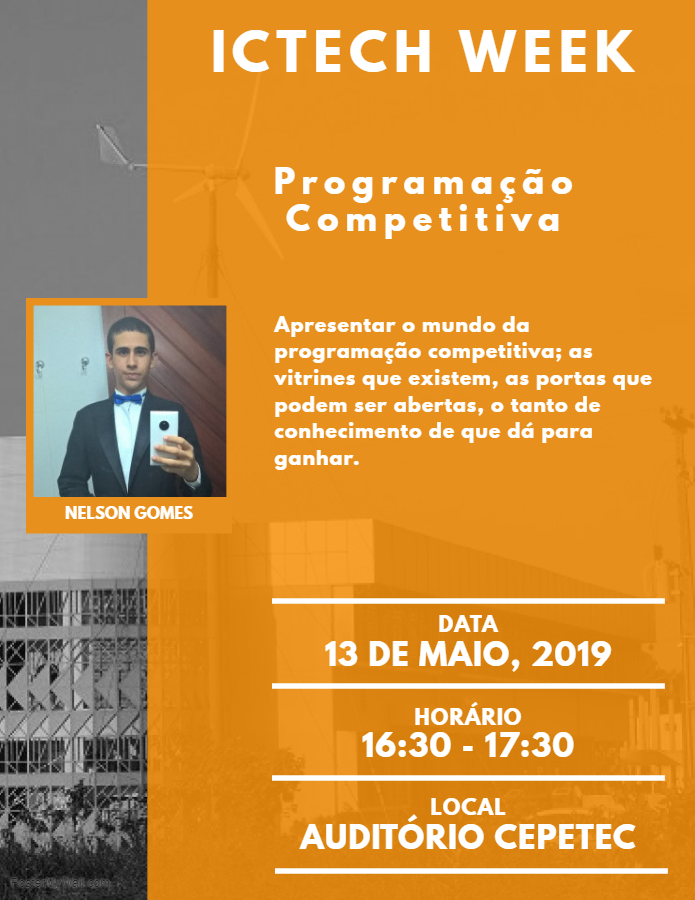 ICTECH WEEK
Programação
Competitiva
Apresentar o mundo da
programação competitiva; as
vitrines que existem, as portas que
podem ser abertas, o tanto de
conhecimento de que dá para
ganhar.
NELSON GOMES
DATA
13 DE MAIO, 2019
HORÁRIO
16:30 - 17:30
LOCAL
AUDITÓRIO CEPETEC
PosterMyWall.com